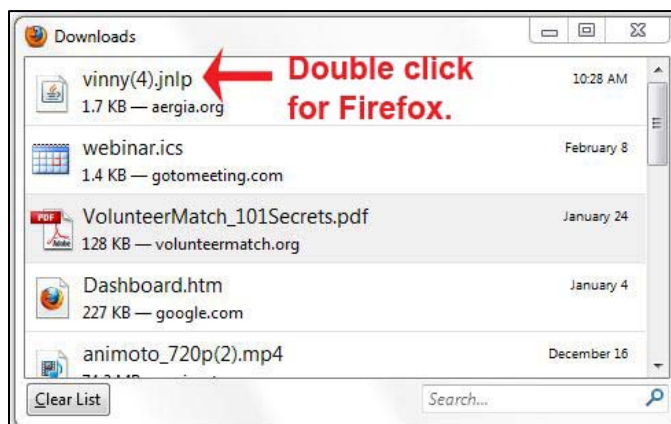 Downloads
vinny(4).jnlp
Double click
for Firefox.
10:28 AM
1.7 KB — aergia.org
webinar.ics
February 8
1.4 KB — gotomeeting.com
PDF
VolunteerMatch_101Secrets.pdf
January 24
Adobe
128 KB — volunteermatch.org
Dashboard.htm
January 4
227 KB — google.com
animoto_720p(2).mp4
December 16
Clear List
Search...